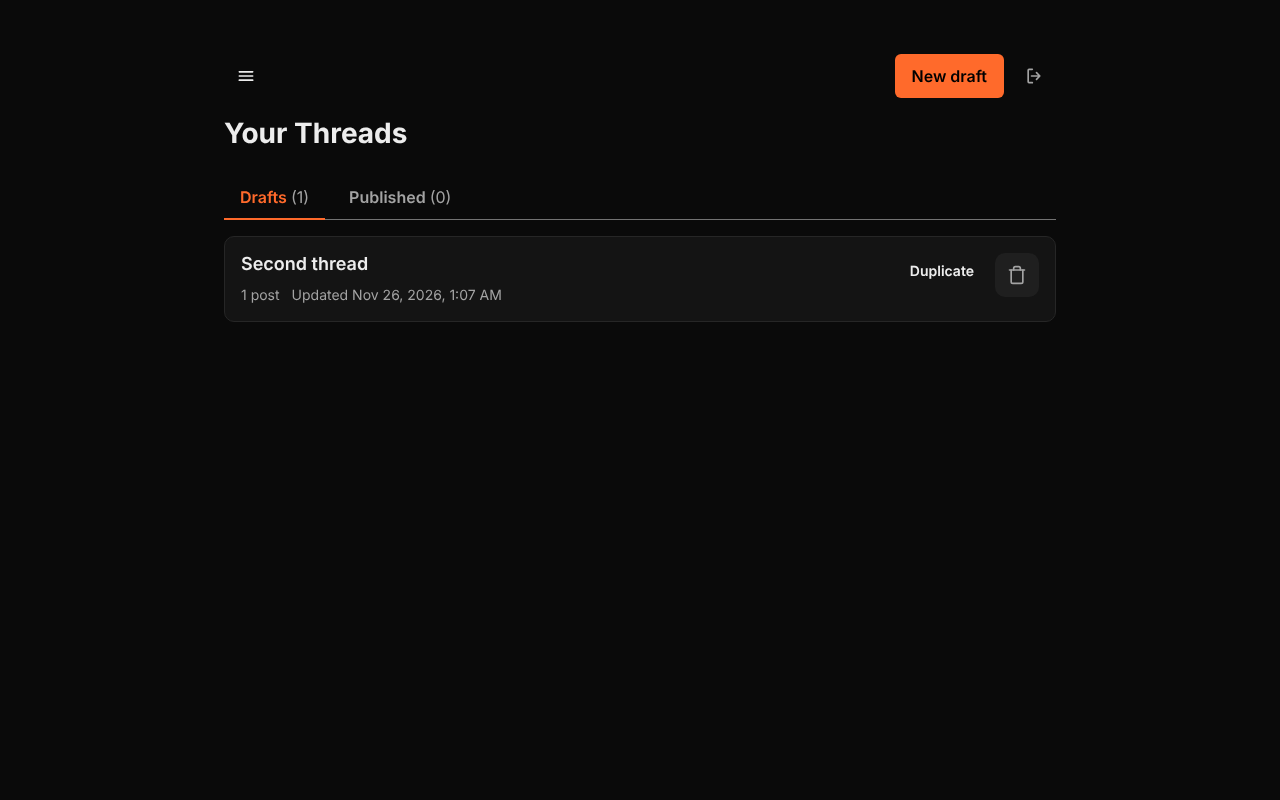 New draft
Your Threads
Drafts (1) Published (0)
Second thread
Duplicate
1 post Updated Nov 26, 2026, 1:07 AM